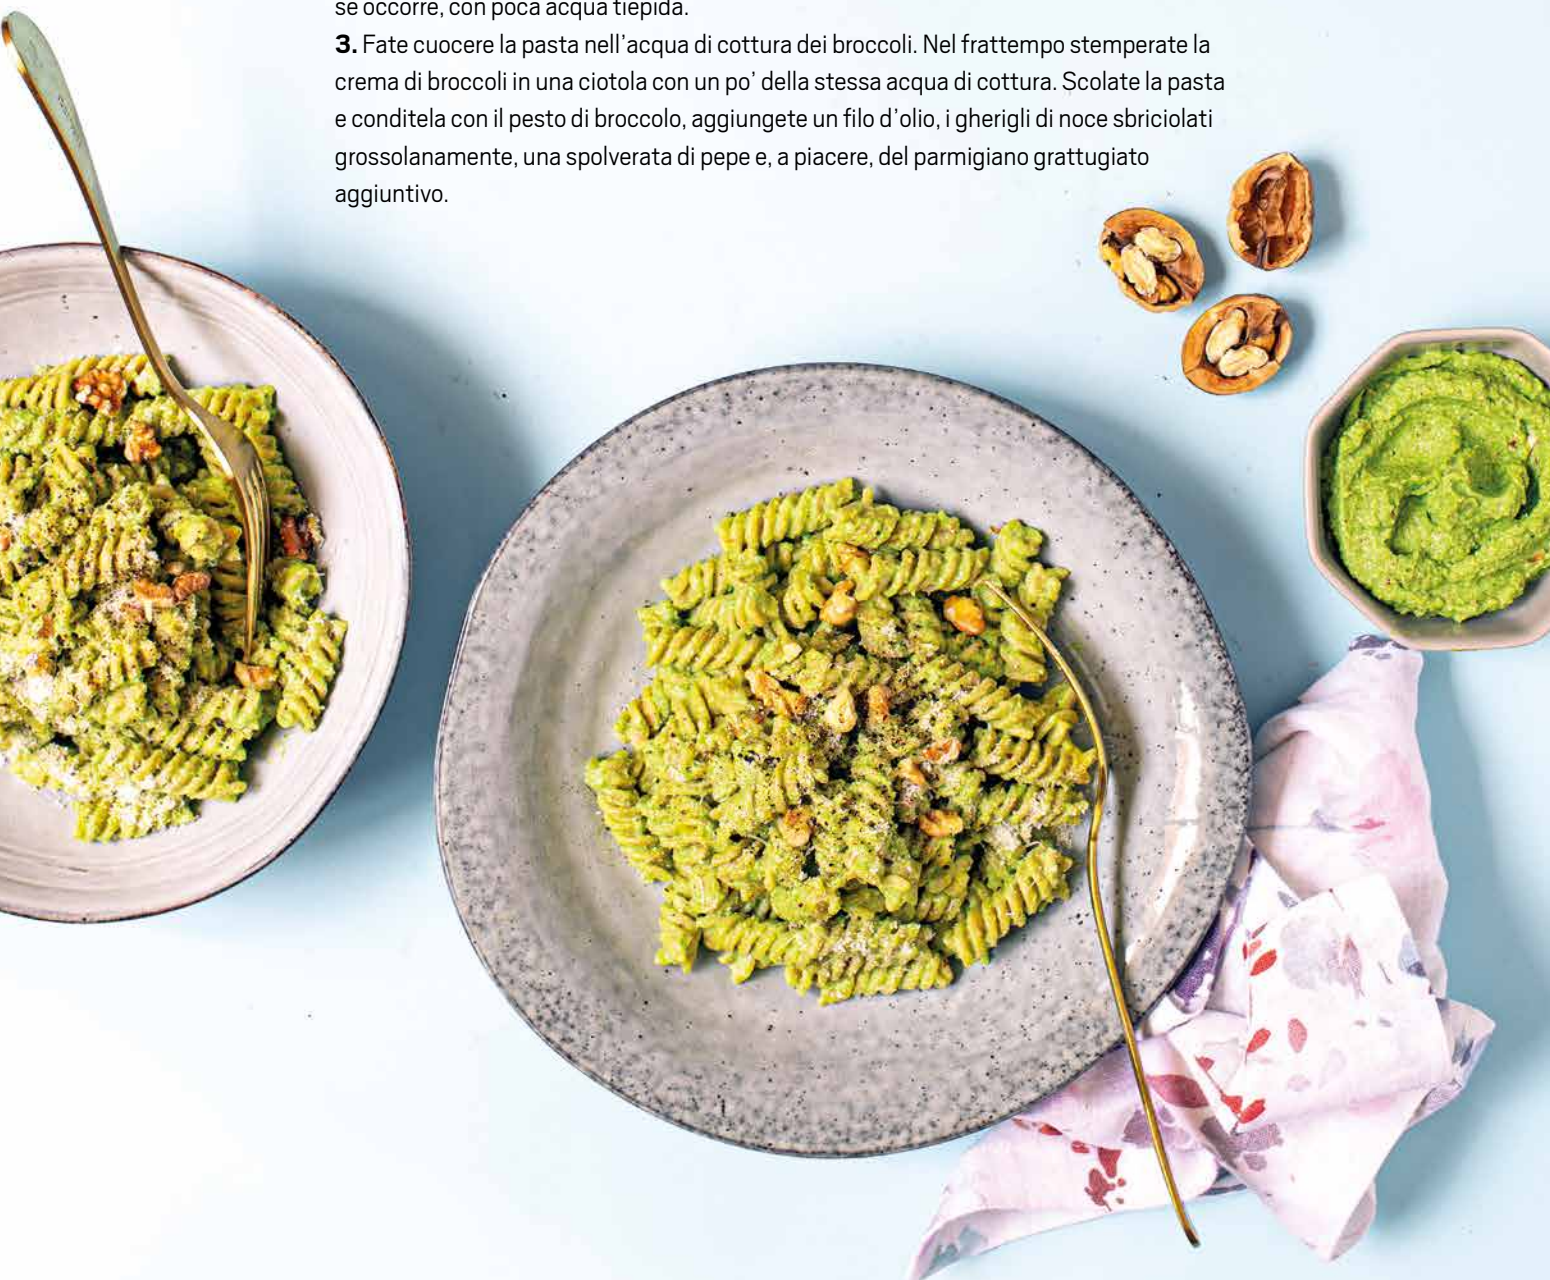 se occorre, con poca acqua tiepida.
3. Fate cuocere la pasta nell’acqua di cottura dei broccoli. Nel frattempo stemperate la
crema di broccoli in una ciotola con un po’ della stessa acqua di cottura. Scolate la pasta
e conditela con il pesto di broccolo, aggiungete un filo d’olio, i gherigli di noce sbriciolati
grossolanamente, una spolverata di pepe e, a piacere, del parmigiano grattugiato
aggiuntivo.